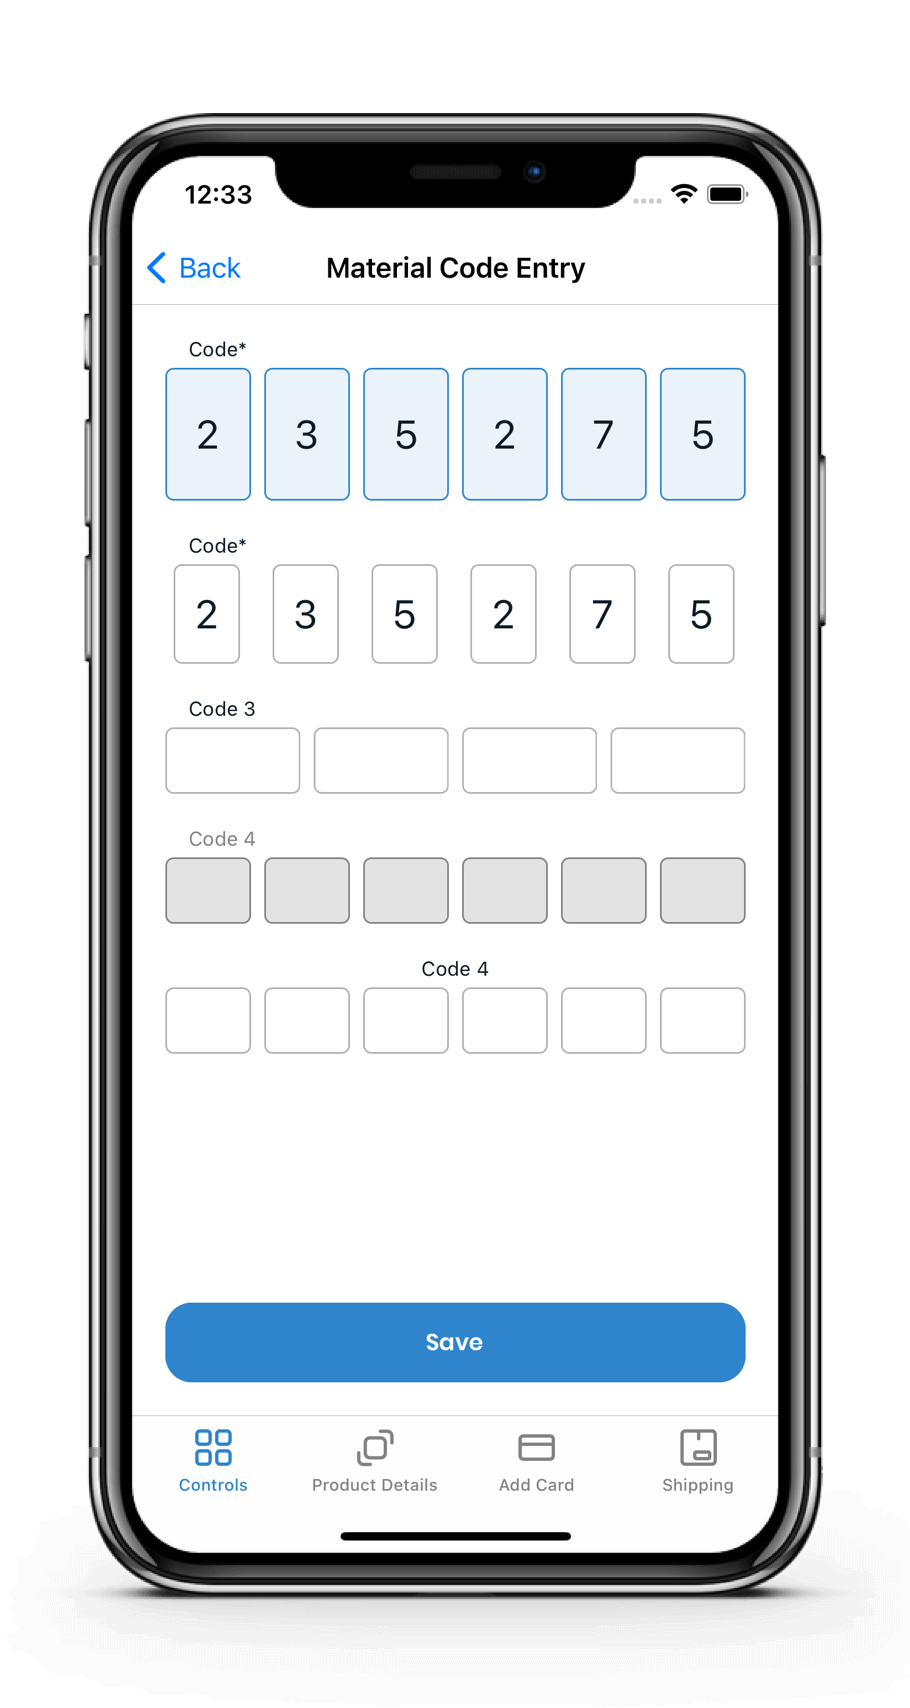 12:33
Back Material Code Entry
Code*
2 3 5 2 7 5
Code*
2 3 5 2 7 5
Code 3
Code 4
Code 4
Save
Controls Product Details Add Card Shipping